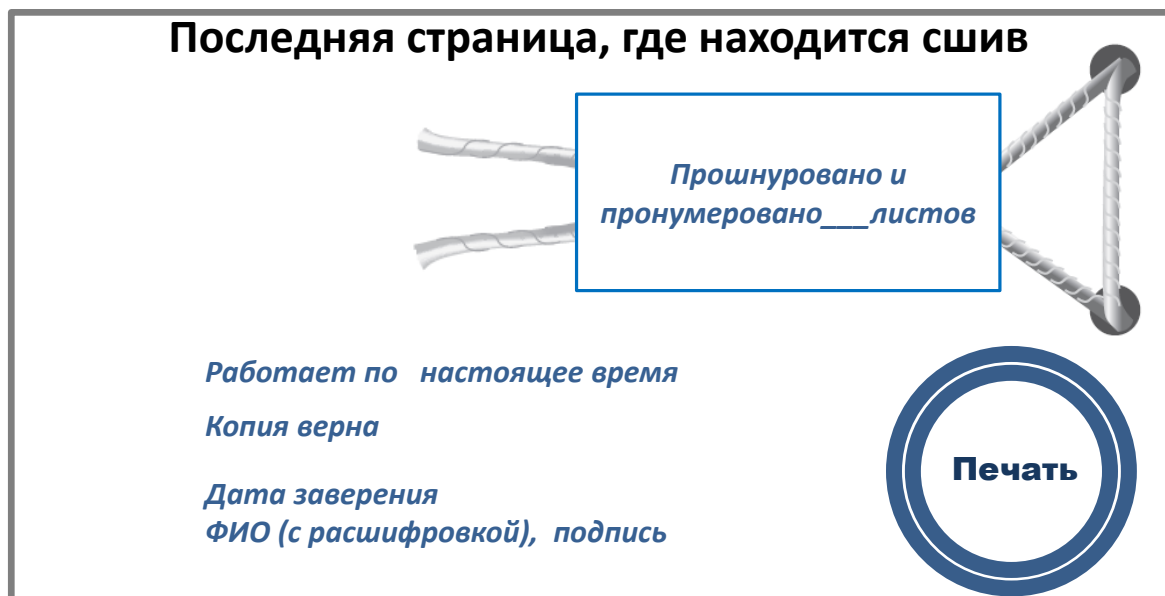 Последняя страница, где находится сшив
Прошнуровано и
пронумеровано___листов
Работает по настоящее время
Копия верна
Печать
Дата заверения
ФИО (с расшифровкой), подпись